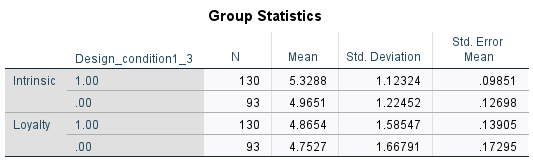 Group Statistics
Design_condition1_3 N Mean Std. Deviation Std. Error Mean
Intrinsic 1.00 130 5.3288 1.12324 .09851
.00 93 4.9651 1.22452 .12698
Loyalty 1.00 130 4.8654 1.58547 .13905
.00 93 4.7527 1.66791 .17295